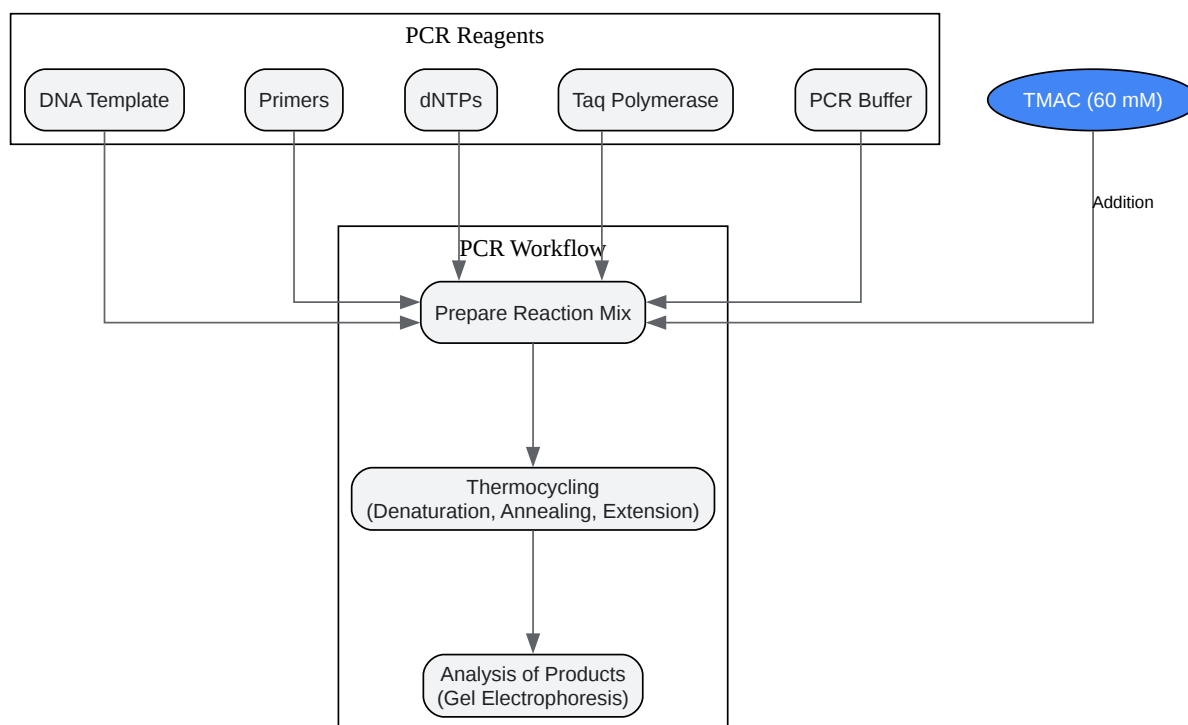 PCR Reagents
DNA Template
Primers
dNTPs
Taq Polymerase
PCR Buffer
TMAC (60 mM)
Addition
PCR Workflow
Prepare Reaction Mix
Thermocycling
(Denaturation, Annealing, Extension)
Analysis of Products
(Gel Electrophoresis)